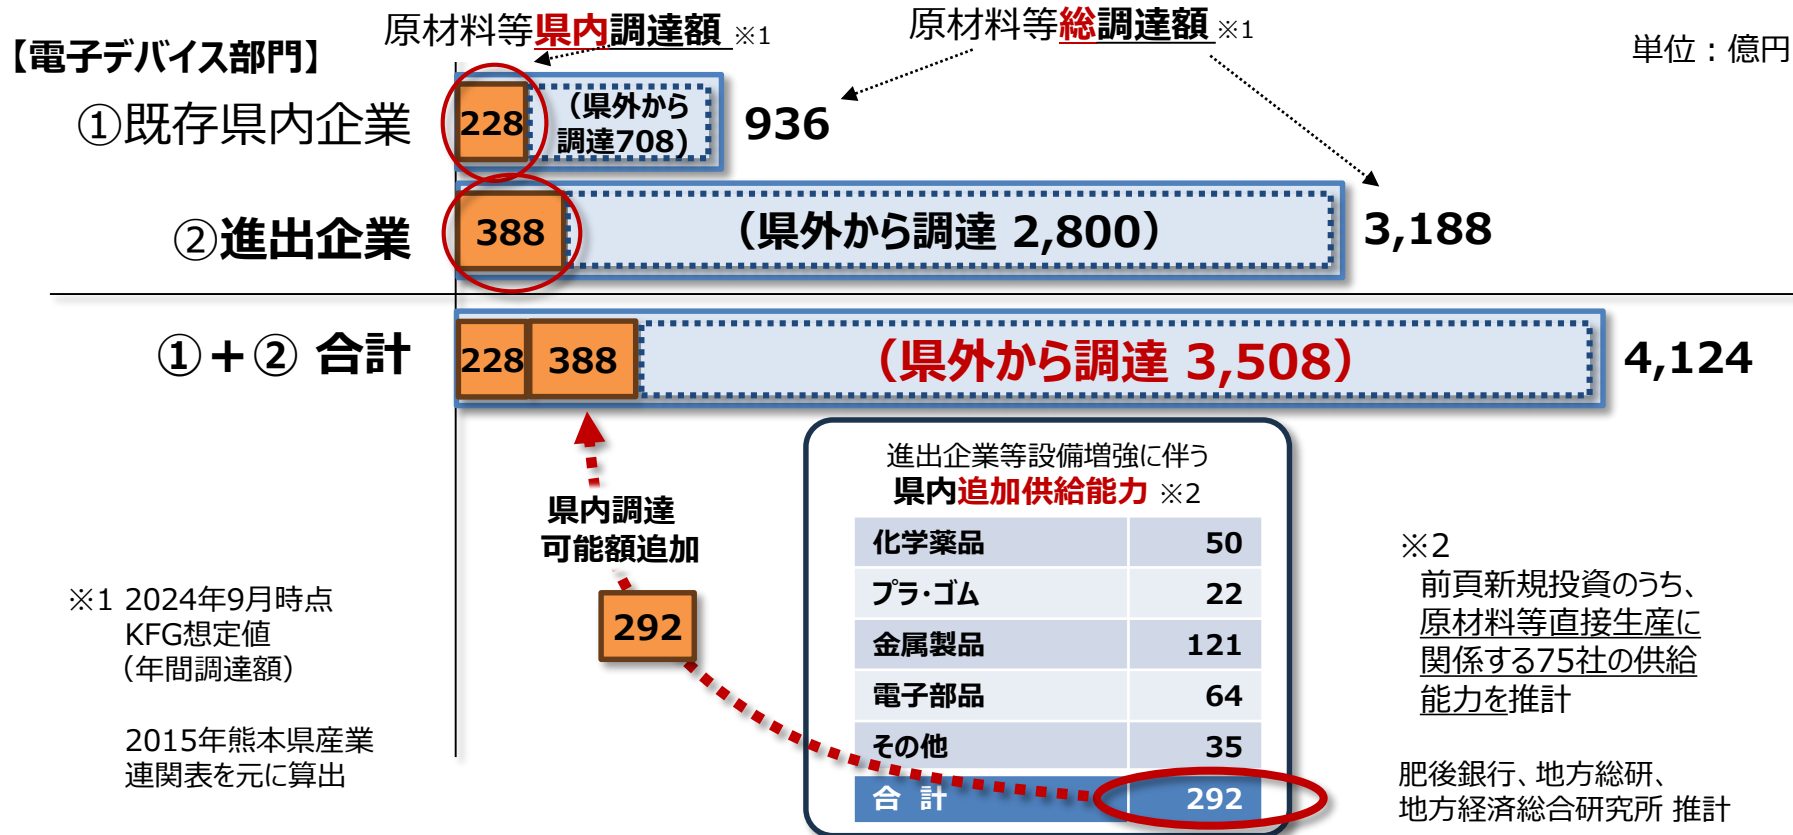 【電子デバイス部門】
原材料等県内調達額 ※1
原材料等総調達額 ※1
単位：億円
①既存県内企業
228
（県外から
調達708）
936
②進出企業
388
（県外から調達 2,800）
3,188
①＋② 合計
228
388
（県外から調達 3,508）
4,124
県内調達
可能額追加
292
進出企業等設備増強に伴う
県内追加供給能力 ※2
化学薬品 50
プラ・ゴム 22
金属製品 121
電子部品 64
その他 35
合 計 292
※1 2024年9月時点
KFG想定値
（年間調達額）
2015年熊本県産業
連関表を元に算出
※2
前頁新規投資のうち、
原材料等直接生産に
関係する75社の供給
能力を推計
肥後銀行、地方総研、
地方経済総合研究所 推計